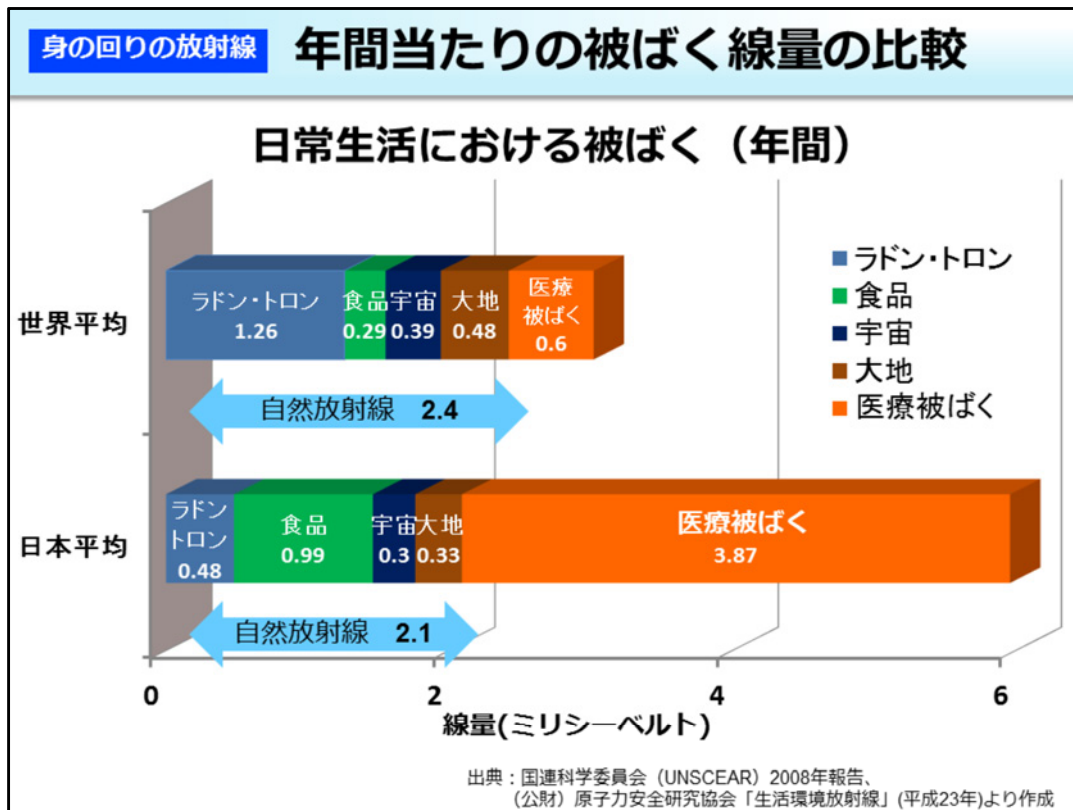 身の回りの放射線
年間当たりの被ばく線量の比較
日常生活における被ばく（年間）
世界平均
ラドン・トロン
1.26
食品
0.29
宇宙
0.39
大地
0.48
医療
被ばく
0.6
自然放射線 2.4
ラドン・トロン
食品
宇宙
大地
医療被ばく
日本平均
ラドン
トロン
0.48
食品
0.99
宇宙
0.3
大地
0.33
医療被ばく
3.87
自然放射線 2.1
0
2
4
6
線量(ミリシーベルト)
出典：国連科学委員会（UNSCEAR）2008年報告、
（公財）原子力安全研究協会「生活環境放射線」(平成23年)より作成